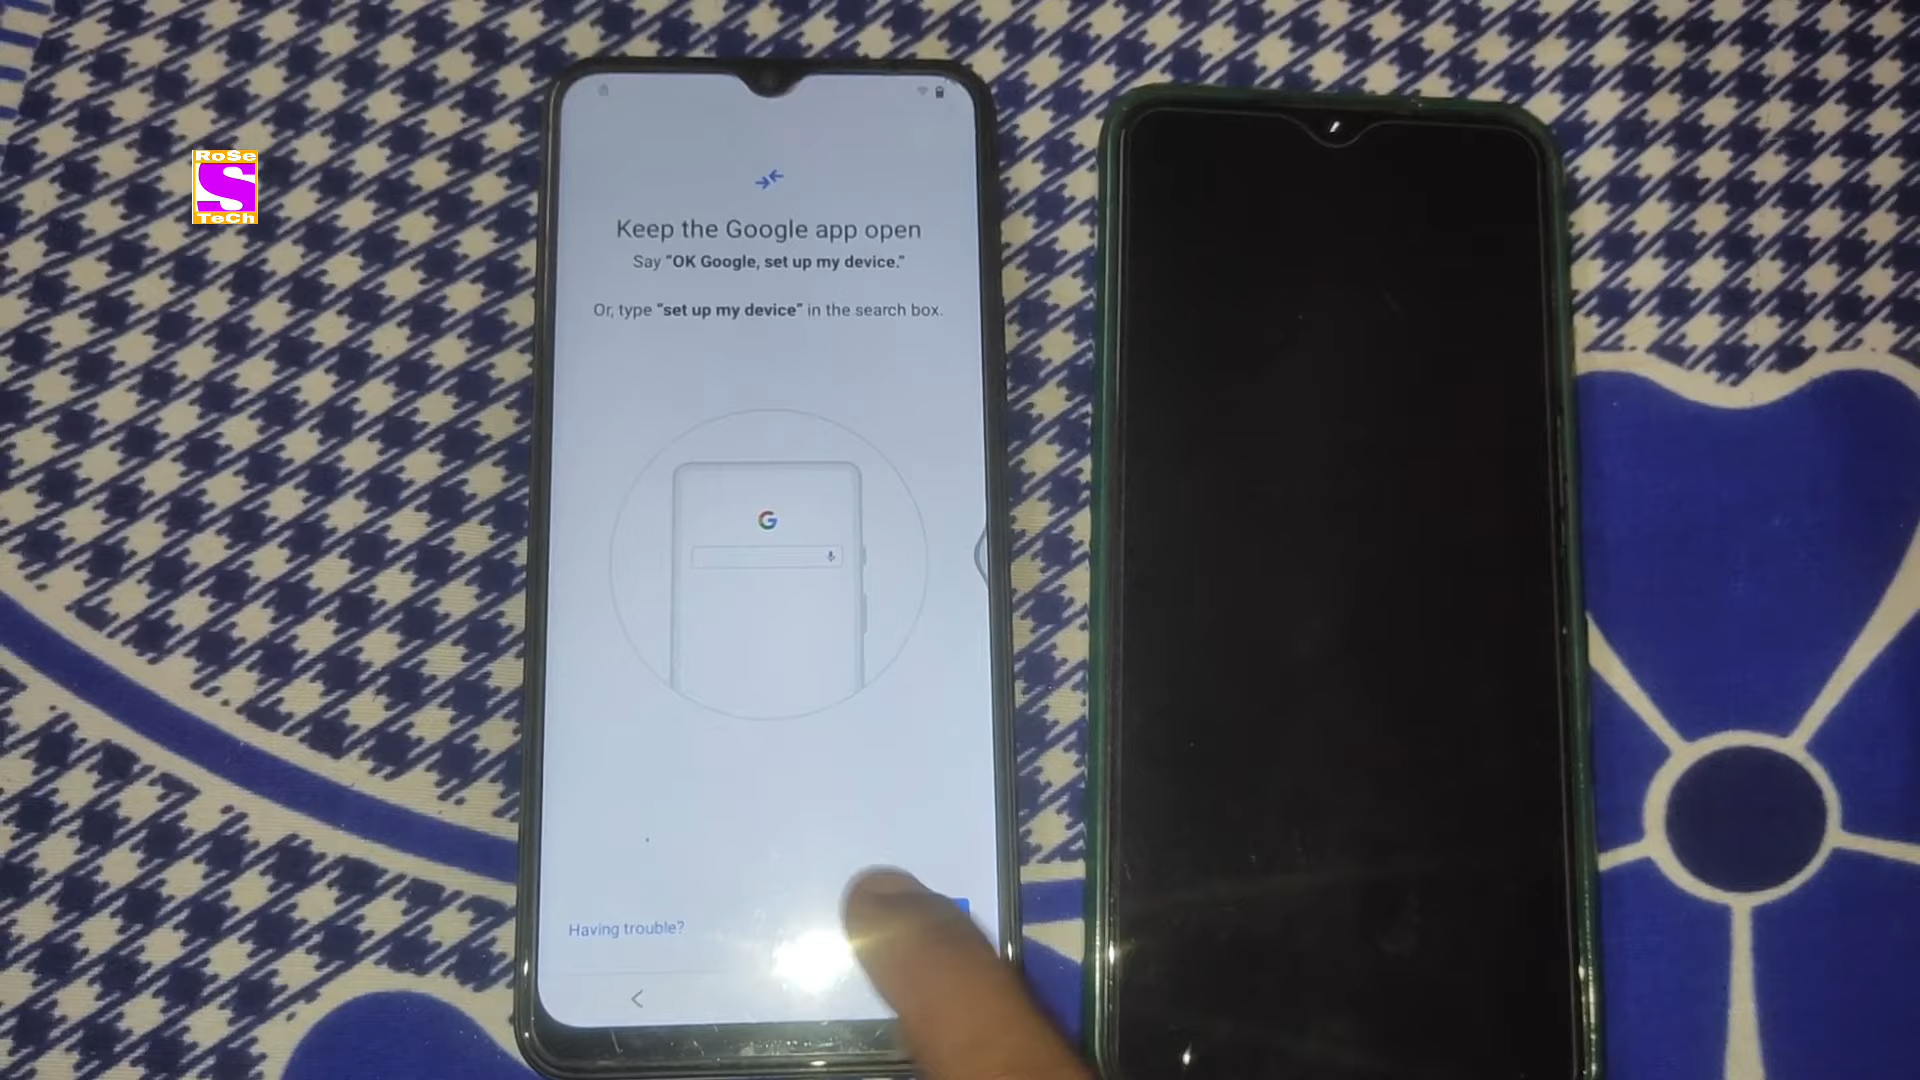 RoSe
S
TeCh
Keep the Google app open
Say “OK Google, set up my device.”
Or, type “set up my device” in the search box.
G
Having trouble?